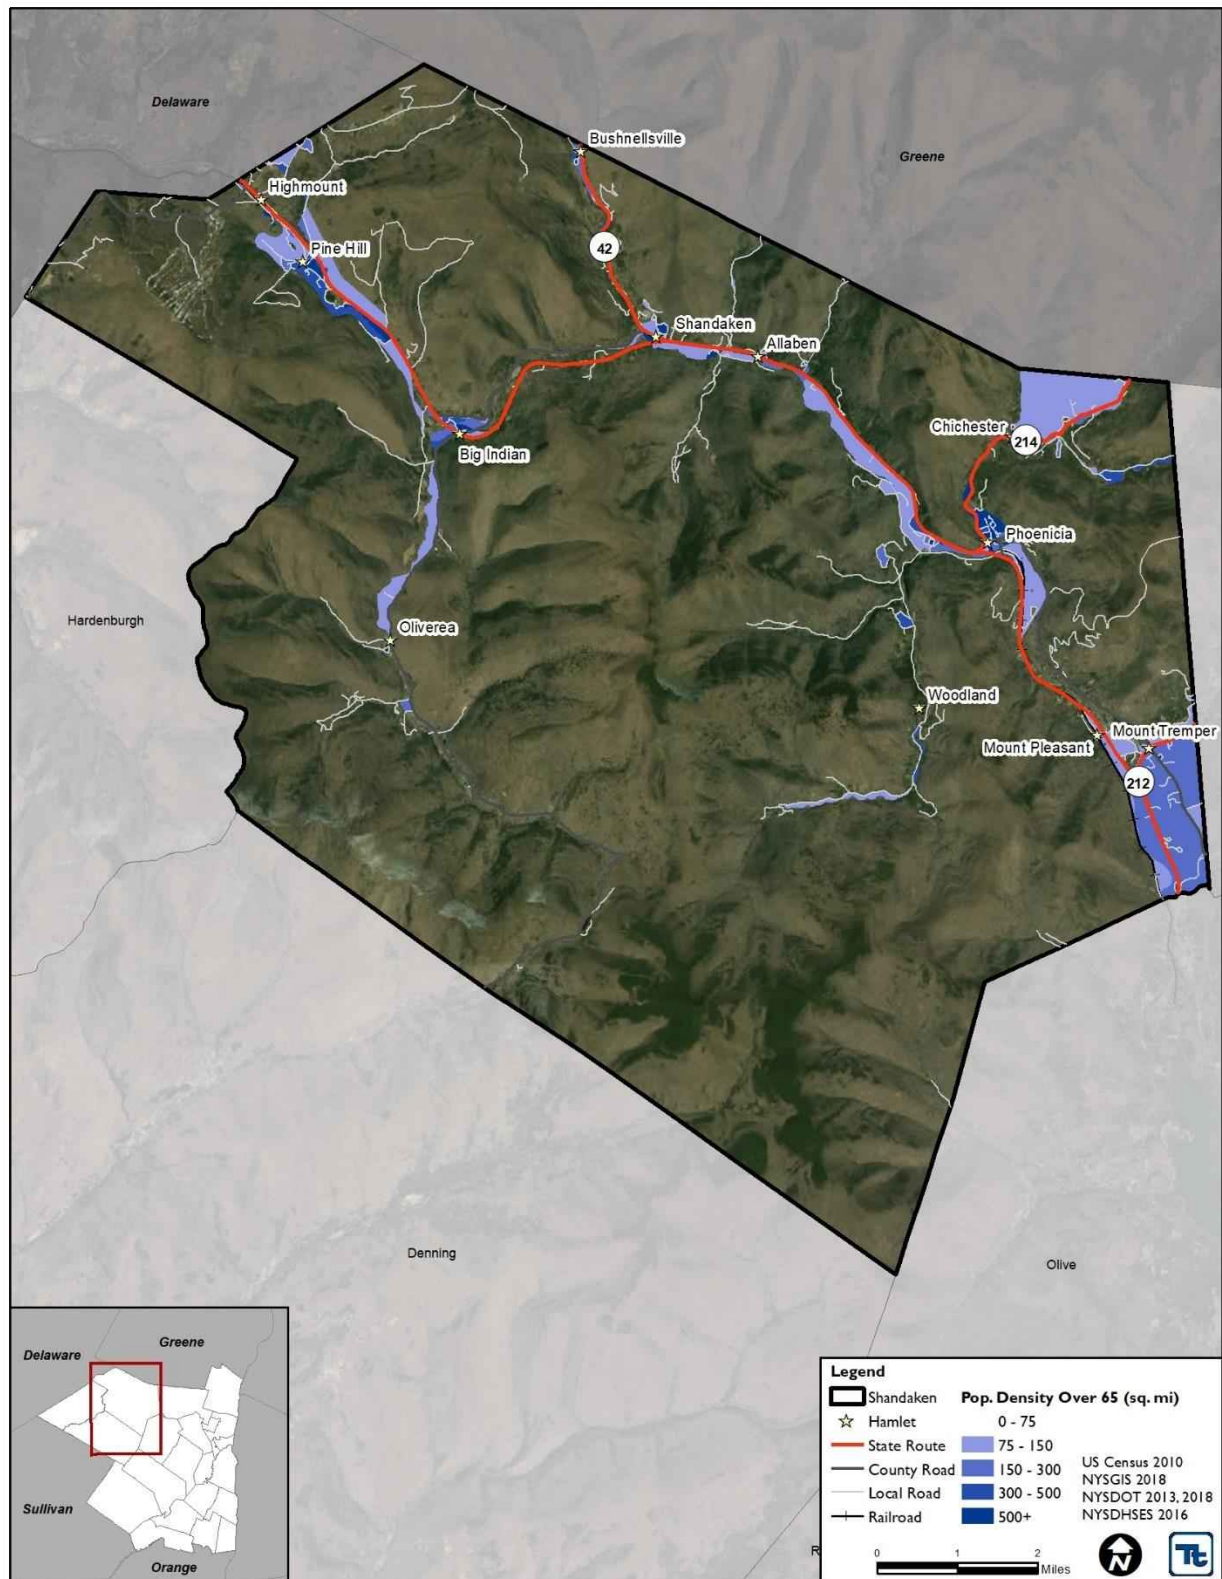 Delaware
Bushnellsville
Greene
Highmount
Pine Hill
42
Shandaken
Allaben
Chichester
214
Big Indian
Phoenicia
Hardenburgh
Oliverea
Woodland
Mount Tremper
Mount Pleasant
212
Denning
Olive
Greene
Delaware
Sullivan
Orange
Legend
Shandaken
Hamlet
State Route
County Road
Local Road
Railroad
Pop. Density Over 65 (sq. mi)
0 - 75
75 - 150
150 - 300
300 - 500
500+
US Census 2010
NYSGIS 2018
NYSDOT 2013, 2018
NYSDHSES 2016
0 1 2
Miles
N
Tt